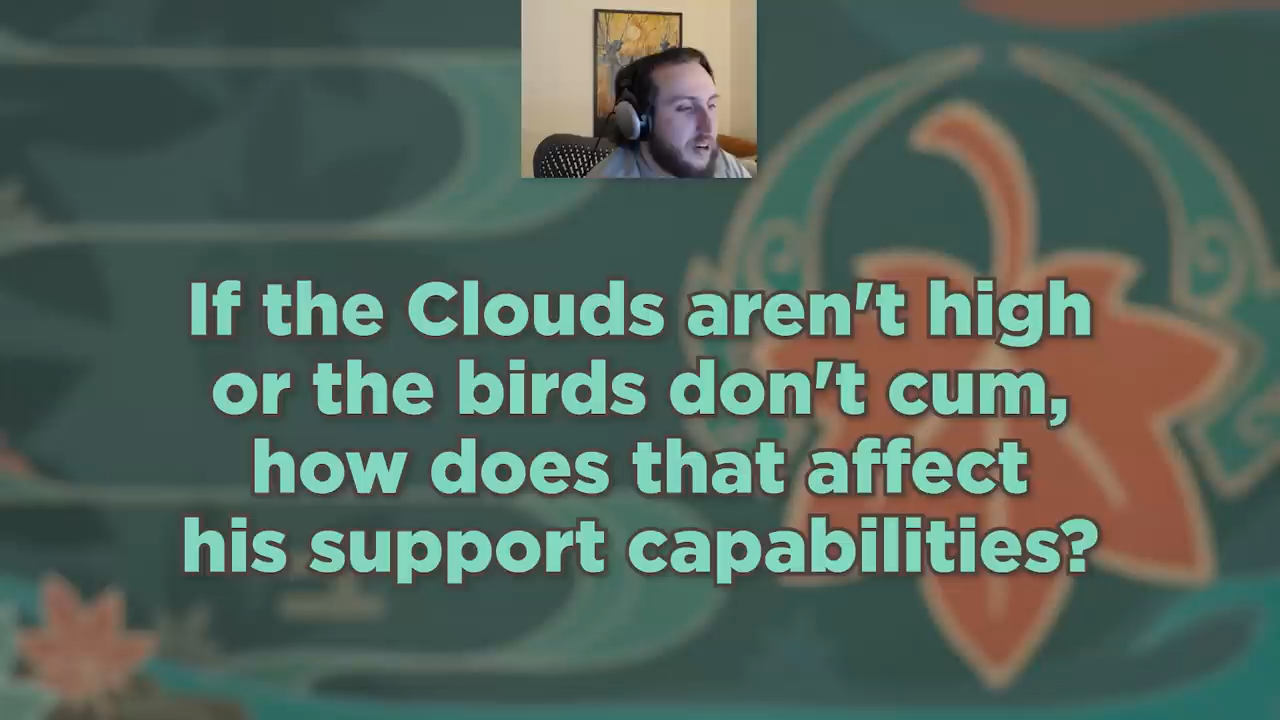 If the Clouds aren't high
or the birds don't cum,
how does that affect
his support capabilities?